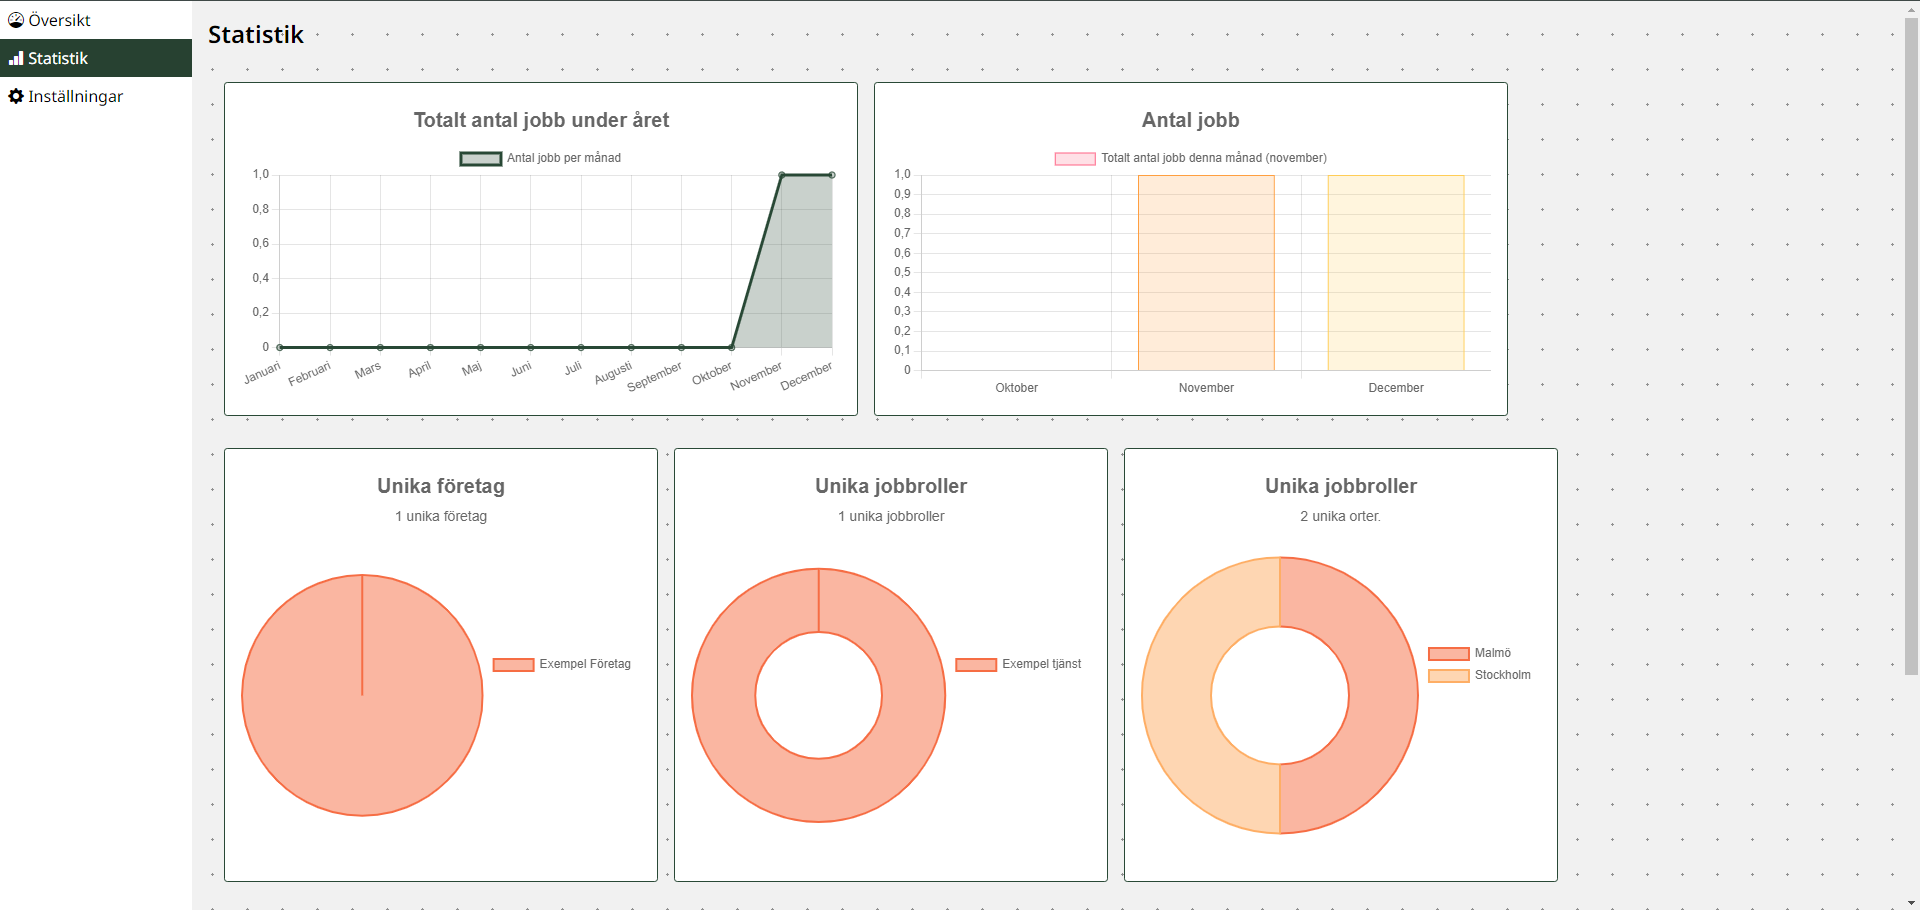 Översikt
Statistik
Inställningar
Statistik
Totalt antal jobb under året
Antal jobb per månad
1,0
0,8
0,6
0,4
0,2
0
Januari Februari Mars April Maj Juni Juli Augusti September Oktober November December
Antal jobb
Totalt antal jobb denna månad (november)
1,0
0,9
0,8
0,7
0,6
0,5
0,4
0,3
0,2
0,1
0
Oktober November December
Unika företag
1 unika företag
Exempel Företag
Unika jobbroller
1 unika jobbroller
Exempel tjänst
Unika jobbroller
2 unika orter.
Malmö
Stockholm